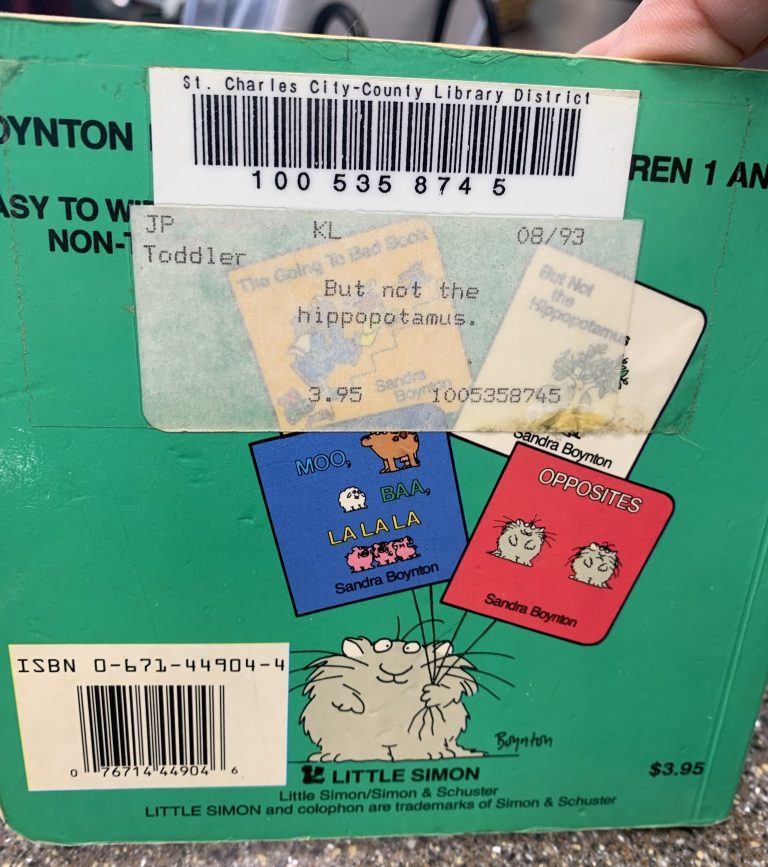 St. Charles City-County Library District
100 535 874 5
OYNTON
REN 1 AN
ASY TO W
NON-T
JP KL 08/93
Toddler
But not the
hippopotamus.
3.95 1005358745
The Going To Bed Book
Sandra
Boynton
But Not
the
Hippopotamus
Sandra Boynton
MOO,
BAA,
LA LA LA
Sandra Boynton
OPPOSITES
Sandra Boynton
ISBN 0-671-44904-4
0 76714 44904 6
Boynton
LITTLE SIMON
Little Simon/Simon & Schuster
LITTLE SIMON and colophon are trademarks of Simon & Schuster
$3.95